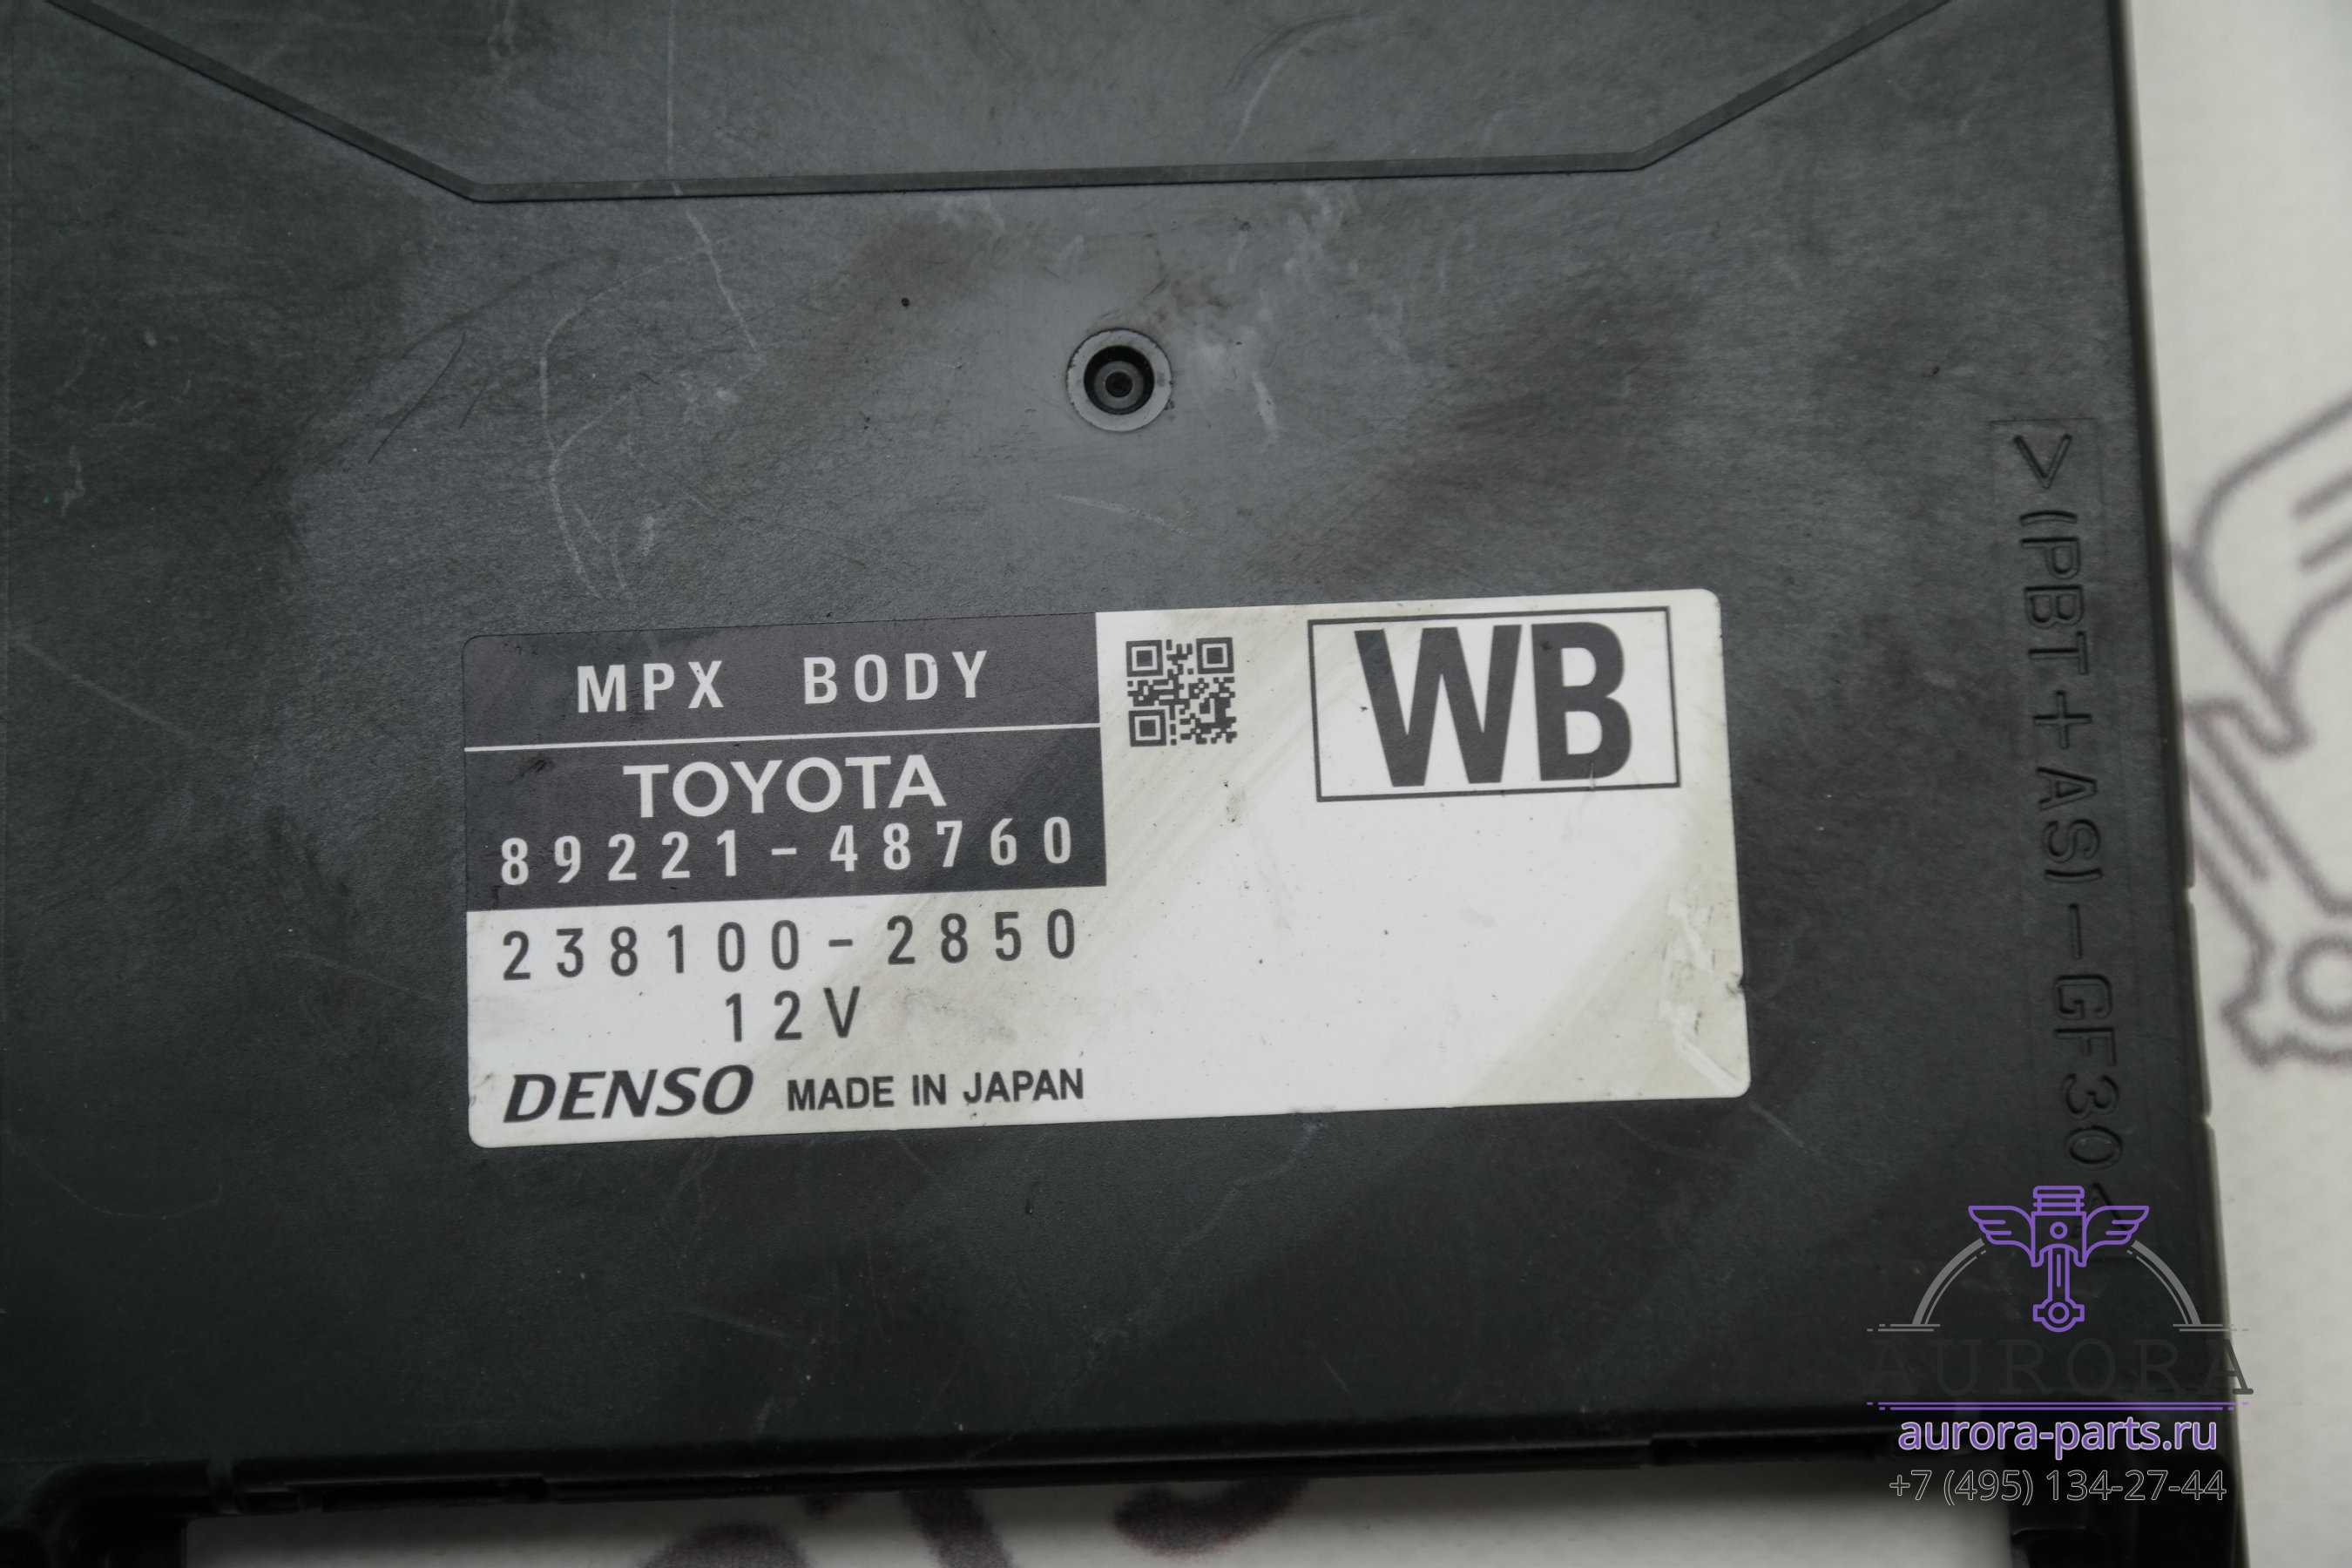 MPX BODY
TOYOTA
89221-48760
238100-2850
12V
DENSO MADE IN JAPAN
WB
>(PBT+ASI)-GF30<
AURORA
aurora-parts.ru
+7 (495) 134-27-44